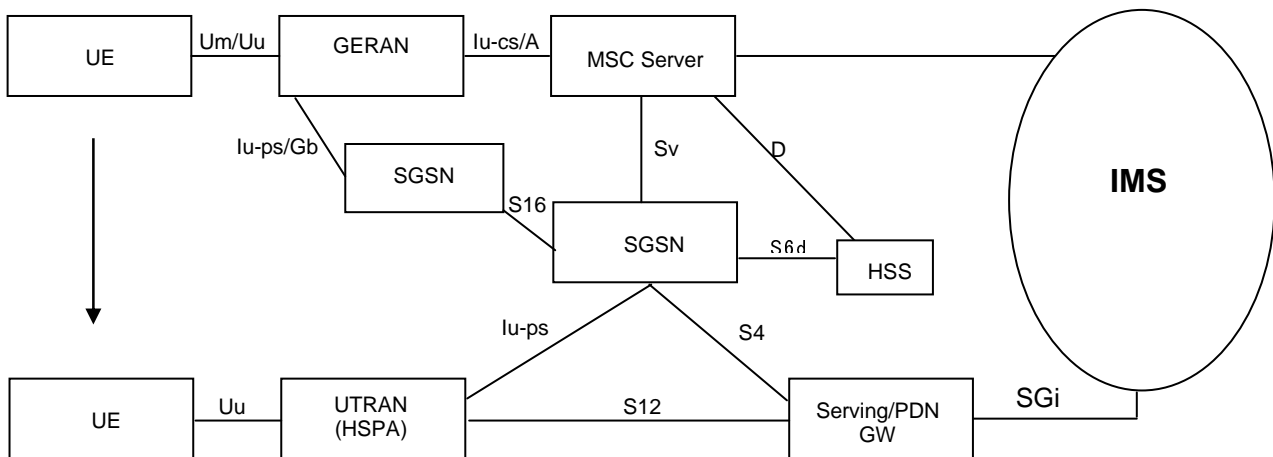 UE
Um/Uu
GERAN
Iu-cs/A
MSC Server
Iu-ps/Gb
SGSN
S16
Sv
D
IMS
SGSN
S6d
HSS
Iu-ps
S4
UE
Uu
UTRAN
(HSPA)
S12
Serving/PDN
GW
SGi